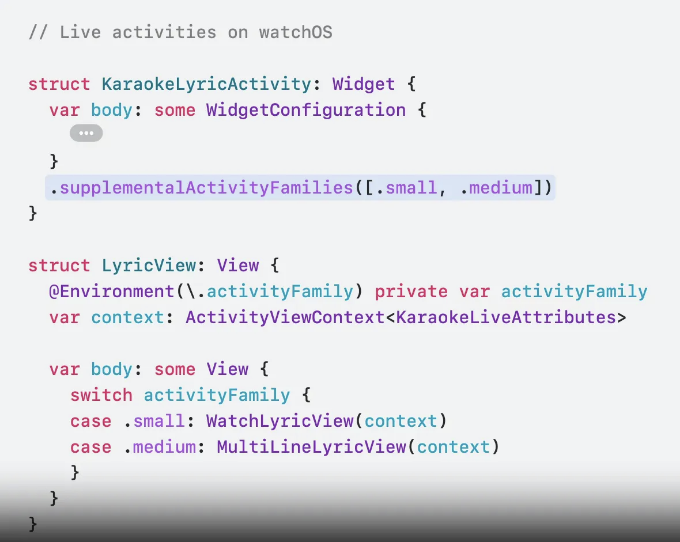 // Live activities on watchOS
struct KaraokeLyricActivity: Widget {
var body: some WidgetConfiguration {
•••
}
.supplementalActivityFamilies([.small, .medium])
}
struct LyricView: View {
@Environment(\.activityFamily) private var activityFamily
var context: ActivityViewContext<KaraokeLiveAttributes>
var body: some View {
switch activityFamily {
case .small: WatchLyricView(context)
case .medium: MultiLineLyricView(context)
}
}
}